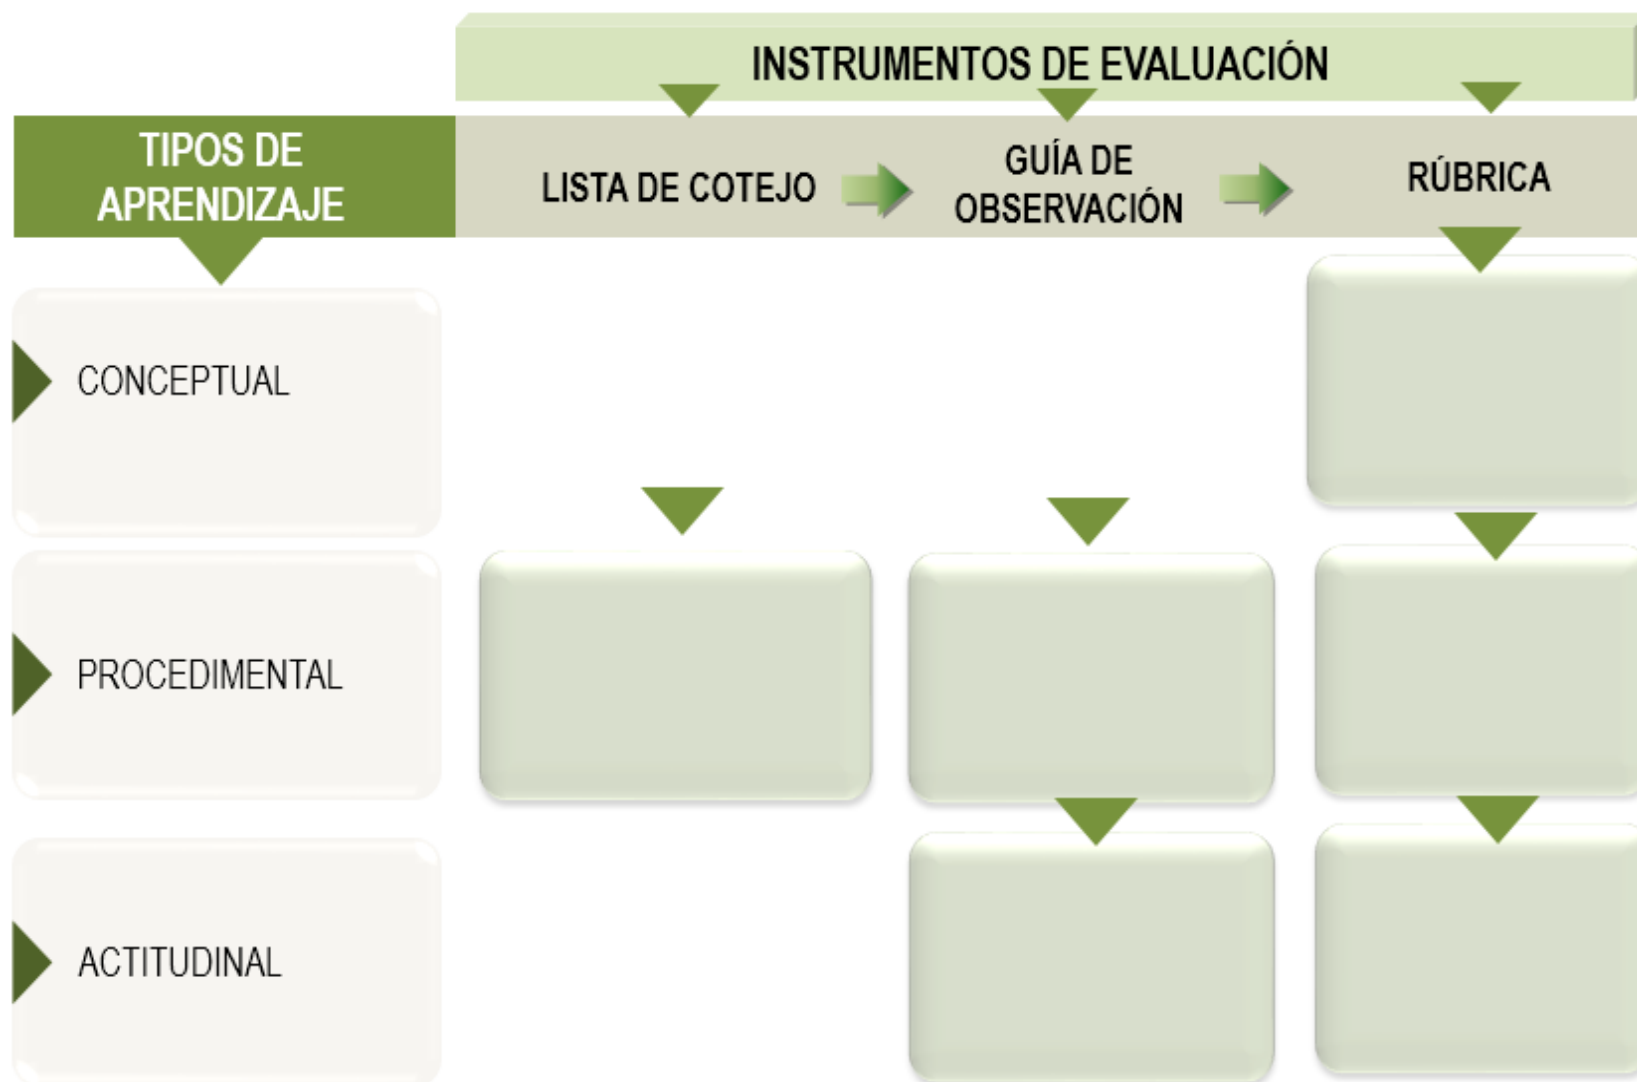 INSTRUMENTOS DE EVALUACIÓN
TIPOS DE
APRENDIZAJE
LISTA DE COTEJO
GUÍA DE
OBSERVACIÓN
RÚBRICA
CONCEPTUAL
PROCEDIMENTAL
ACTITUDINAL